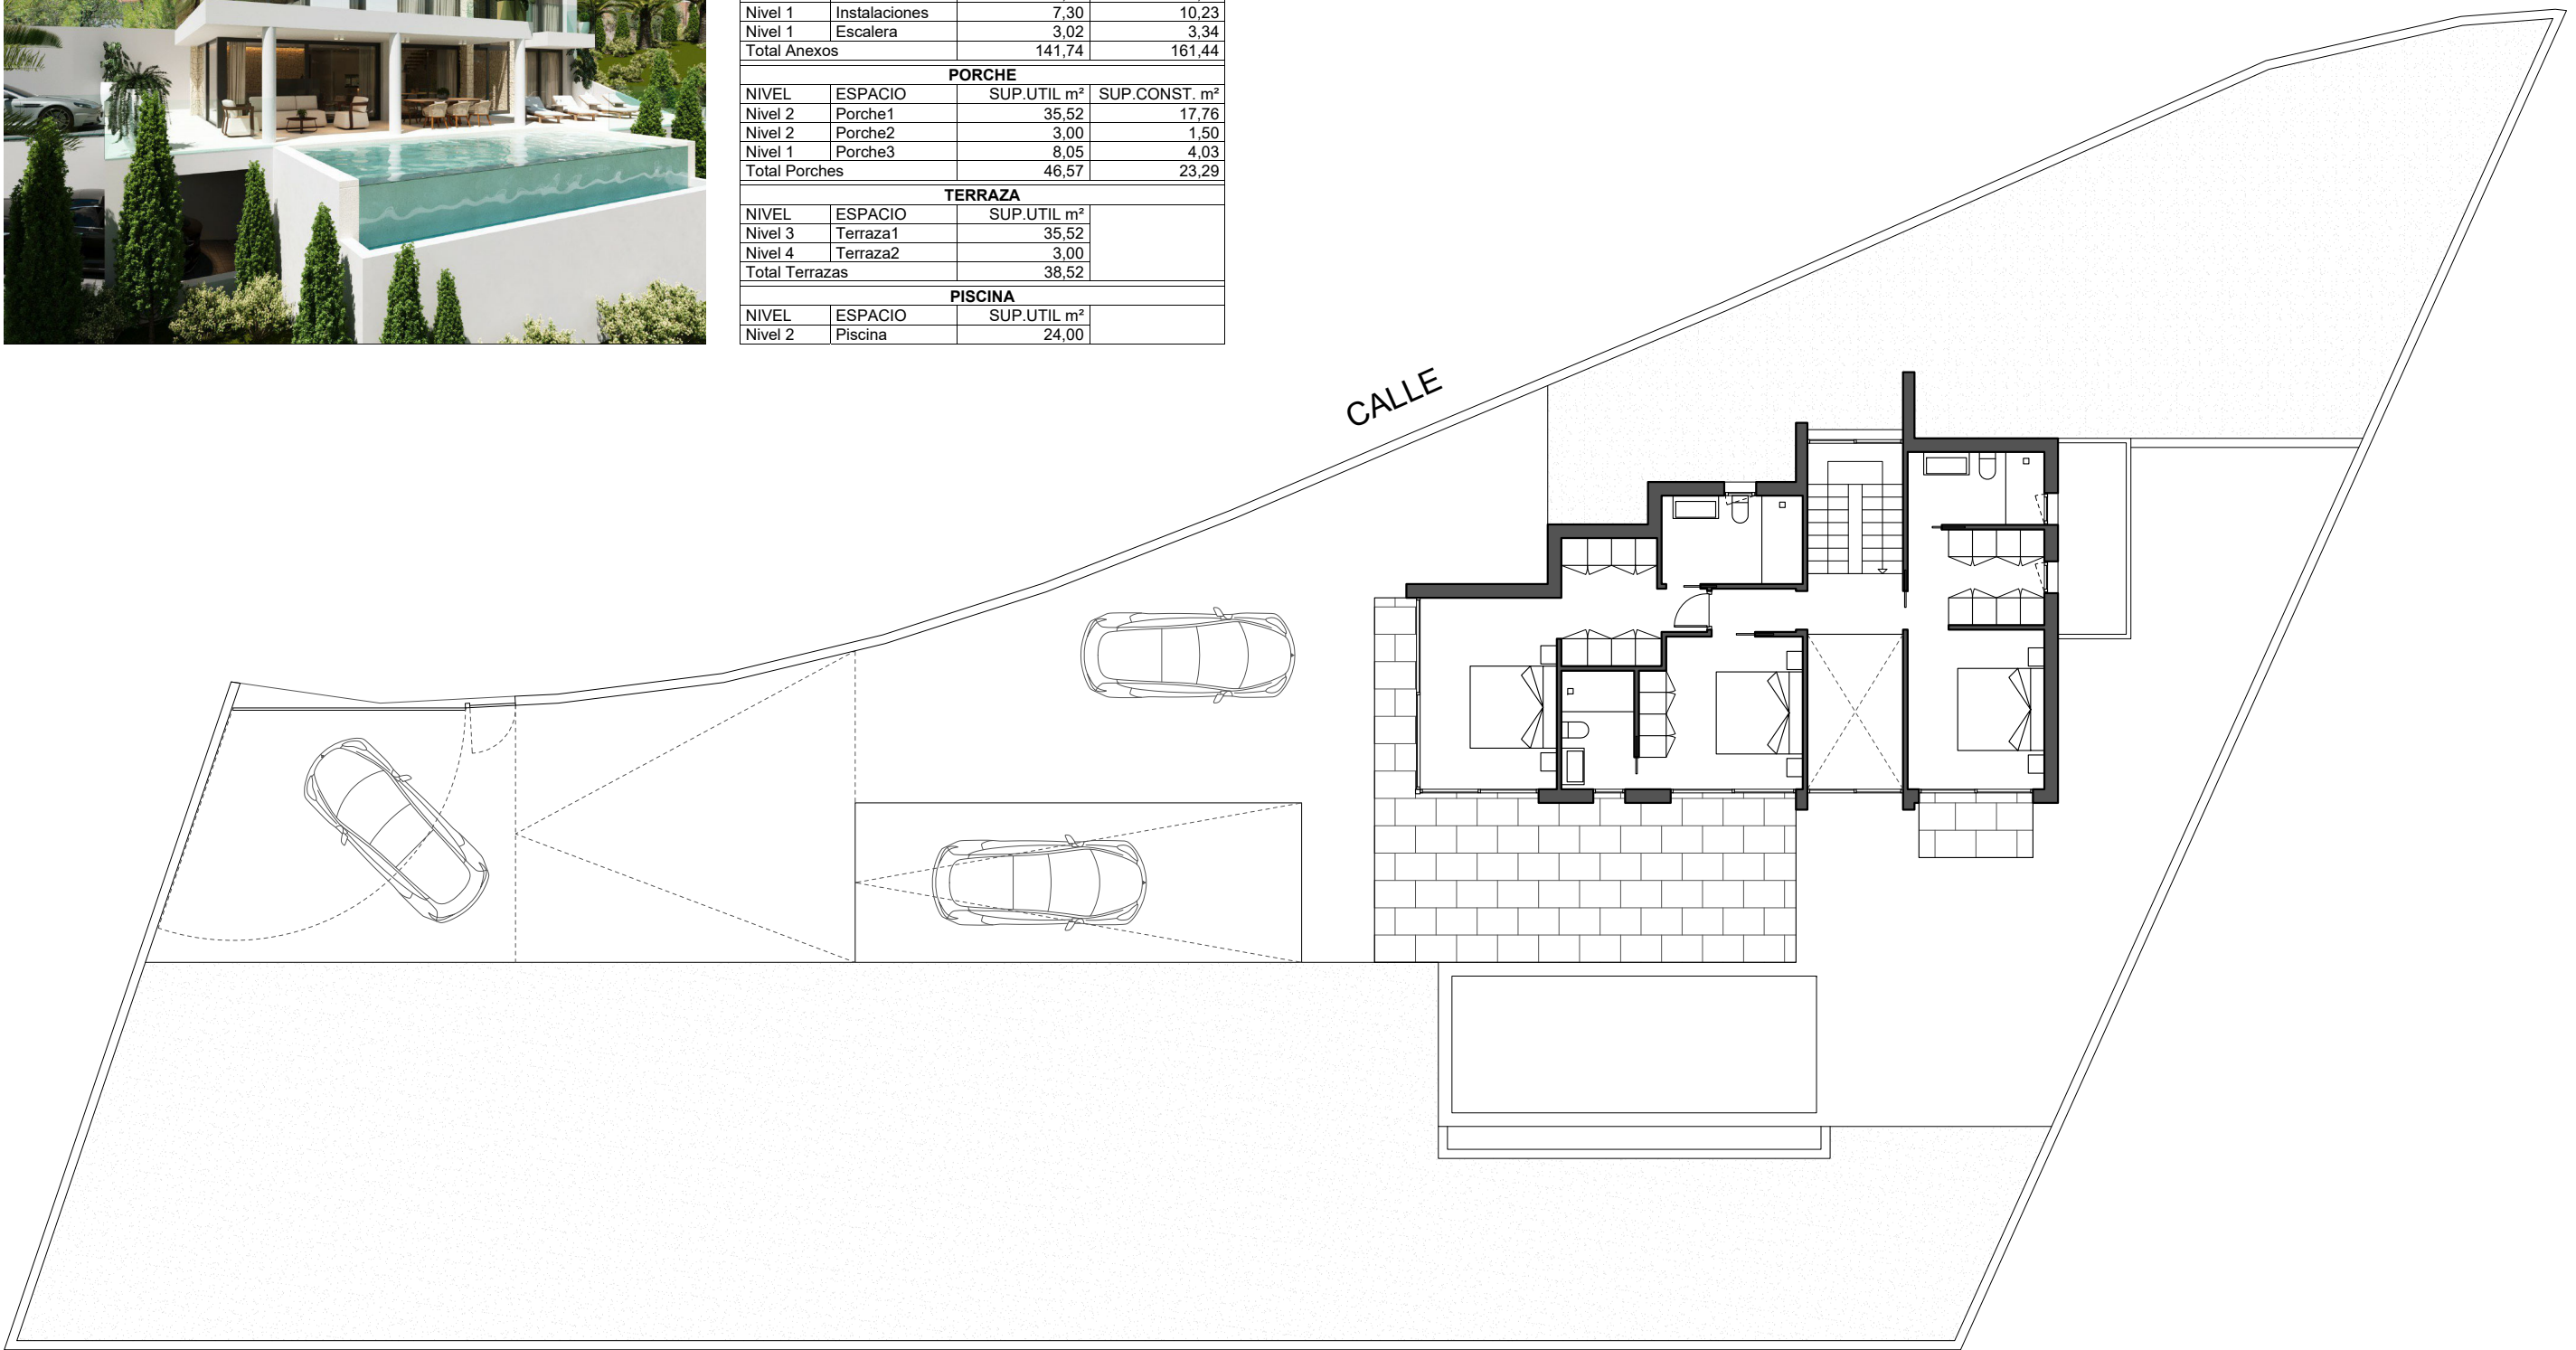 Nivel 1 Instalaciones 7,30 10,23
Nivel 1 Escalera 3,02 3,34
Total Anexos 141,74 161,44
PORCHE
NIVEL ESPACIO SUP.UTIL m² SUP.CONST. m²
Nivel 2 Porche1 35,52 17,76
Nivel 2 Porche2 3,00 1,50
Nivel 1 Porche3 8,05 4,03
Total Porches 46,57 23,29
TERRAZA
NIVEL ESPACIO SUP.UTIL m²
Nivel 3 Terraza1 35,52
Nivel 4 Terraza2 3,00
Total Terrazas 38,52
PISCINA
NIVEL ESPACIO SUP.UTIL m²
Nivel 2 Piscina 24,00
CALLE